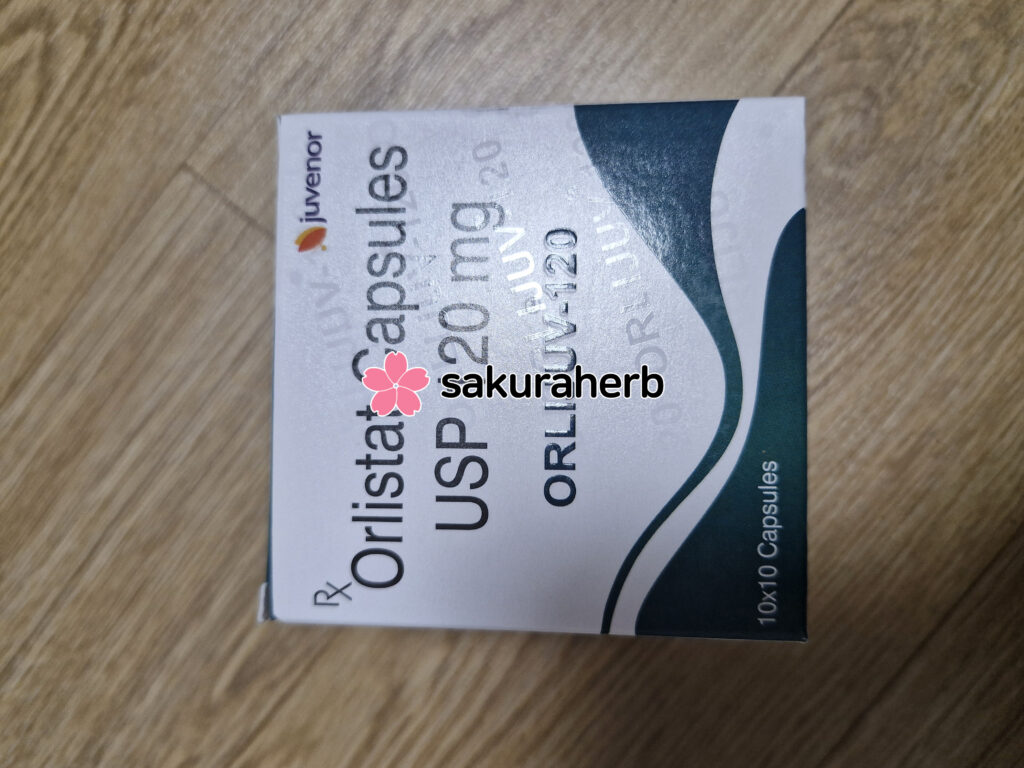 juvenor
Rx
Orlistat Capsules
USP 120 mg
ORLIJUV-120
10x10 Capsules
sakuraherb